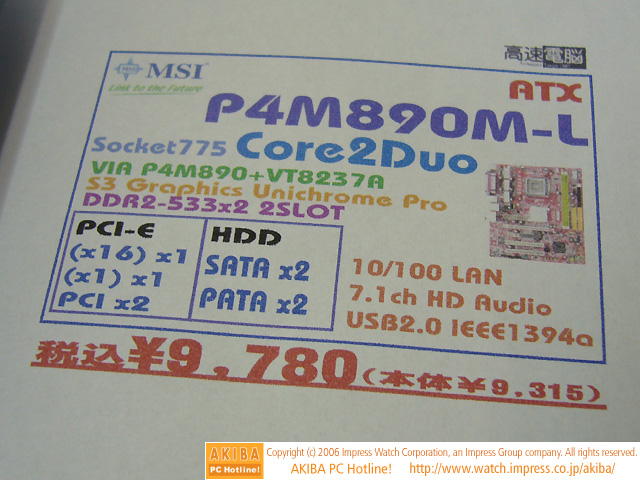 高速電脳
MSI
Link to the Future
ATX
P4M890M-L
Socket775 Core2Duo
VIA P4M890+VT8237A
S3 Graphics Unichrome Pro
DDR2-533x2 2SLOT
PCI-E
(x16) x1
(x1) x1
PCI x2
HDD
SATA x2
PATA x2
10/100 LAN
7.1ch HD Audio
USB2.0 IEEE1394a
税込¥9,780(本体¥9,315)
AKIBA
PC Hotline!
Copyright (c) 2006 Impress Watch Corporation, an Impress Group company. All rights reserved.
AKIBA PC Hotline! http://www.watch.impress.co.jp/akiba/